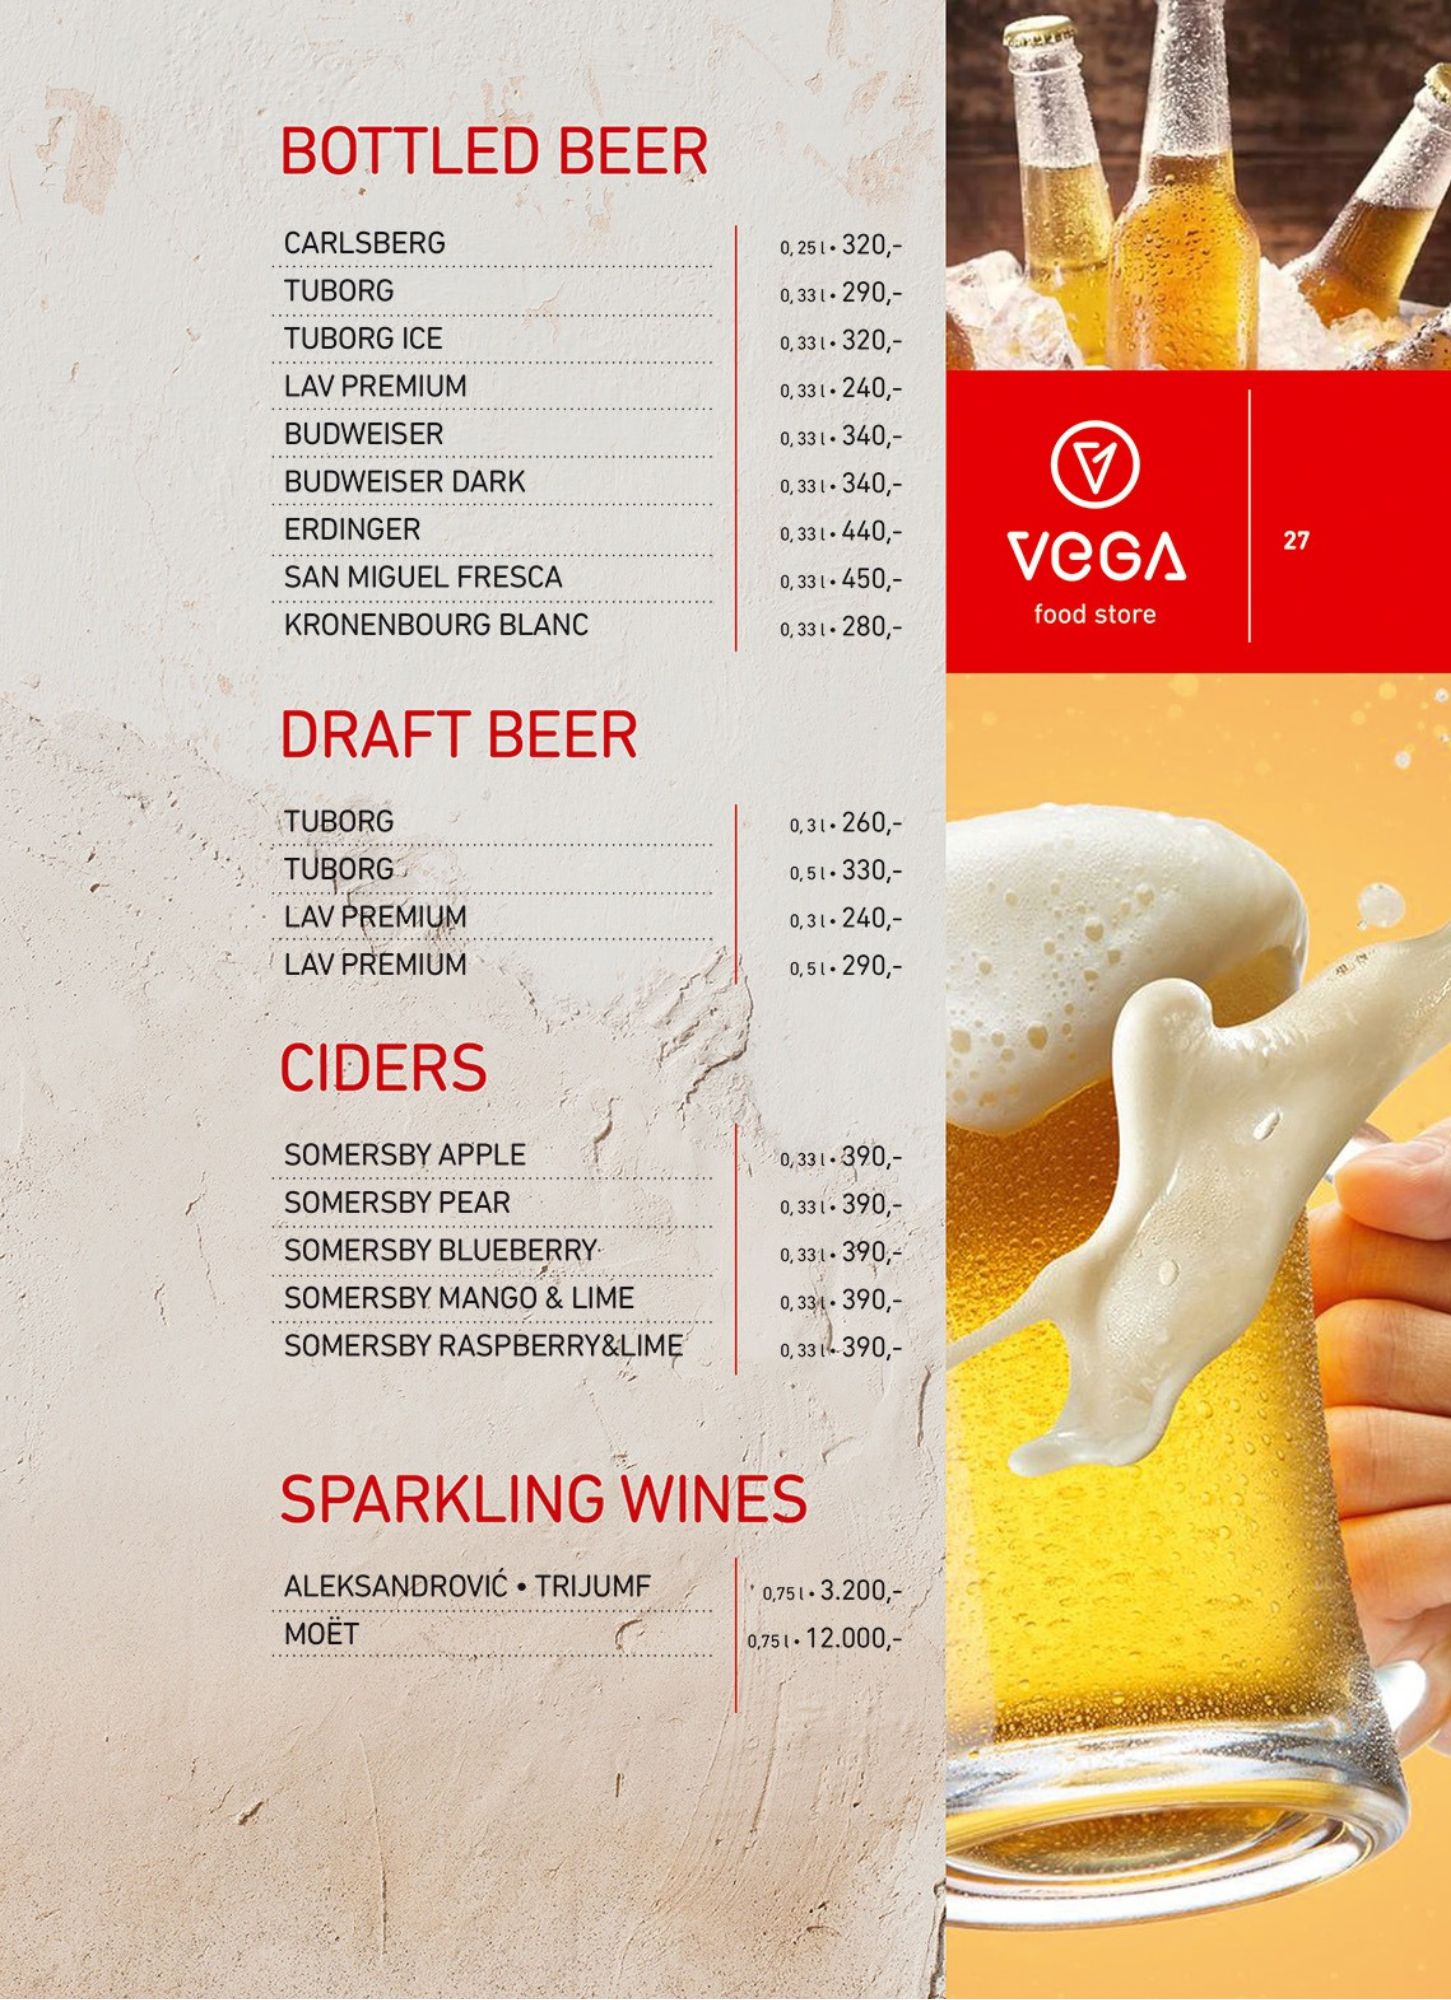 BOTTLED BEER
CARLSBERG 0,25 l • 320,-
TUBORG 0,33 l • 290,-
TUBORG ICE 0,33 l • 320,-
LAV PREMIUM 0,33 l • 240,-
BUDWEISER 0,33 l • 340,-
BUDWEISER DARK 0,33 l • 340,-
ERDINGER 0,33 l • 440,-
SAN MIGUEL FRESCA 0,33 l • 450,-
KRONENBOURG BLANC 0,33 l • 280,-
DRAFT BEER
TUBORG 0,3 l • 260,-
TUBORG 0,5 l • 330,-
LAV PREMIUM 0,3 l • 240,-
LAV PREMIUM 0,5 l • 290,-
CIDERS
SOMERSBY APPLE 0,33 l • 390,-
SOMERSBY PEAR 0,33 l • 390,-
SOMERSBY BLUEBERRY 0,33 l • 390,-
SOMERSBY MANGO & LIME 0,33 l • 390,-
SOMERSBY RASPBERRY&LIME 0,33 l • 390,-
SPARKLING WINES
ALEKSANDROVIĆ • TRIJUMF 0,75 l • 3.200,-
MOËT 0,75 l • 12.000,-
VEGA
food store
27